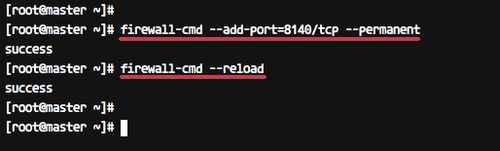 [root@master ~]#
[root@master ~]# firewall-cmd --add-port=8140/tcp --permanent
success
[root@master ~]# firewall-cmd --reload
success
[root@master ~]#
[root@master ~]#